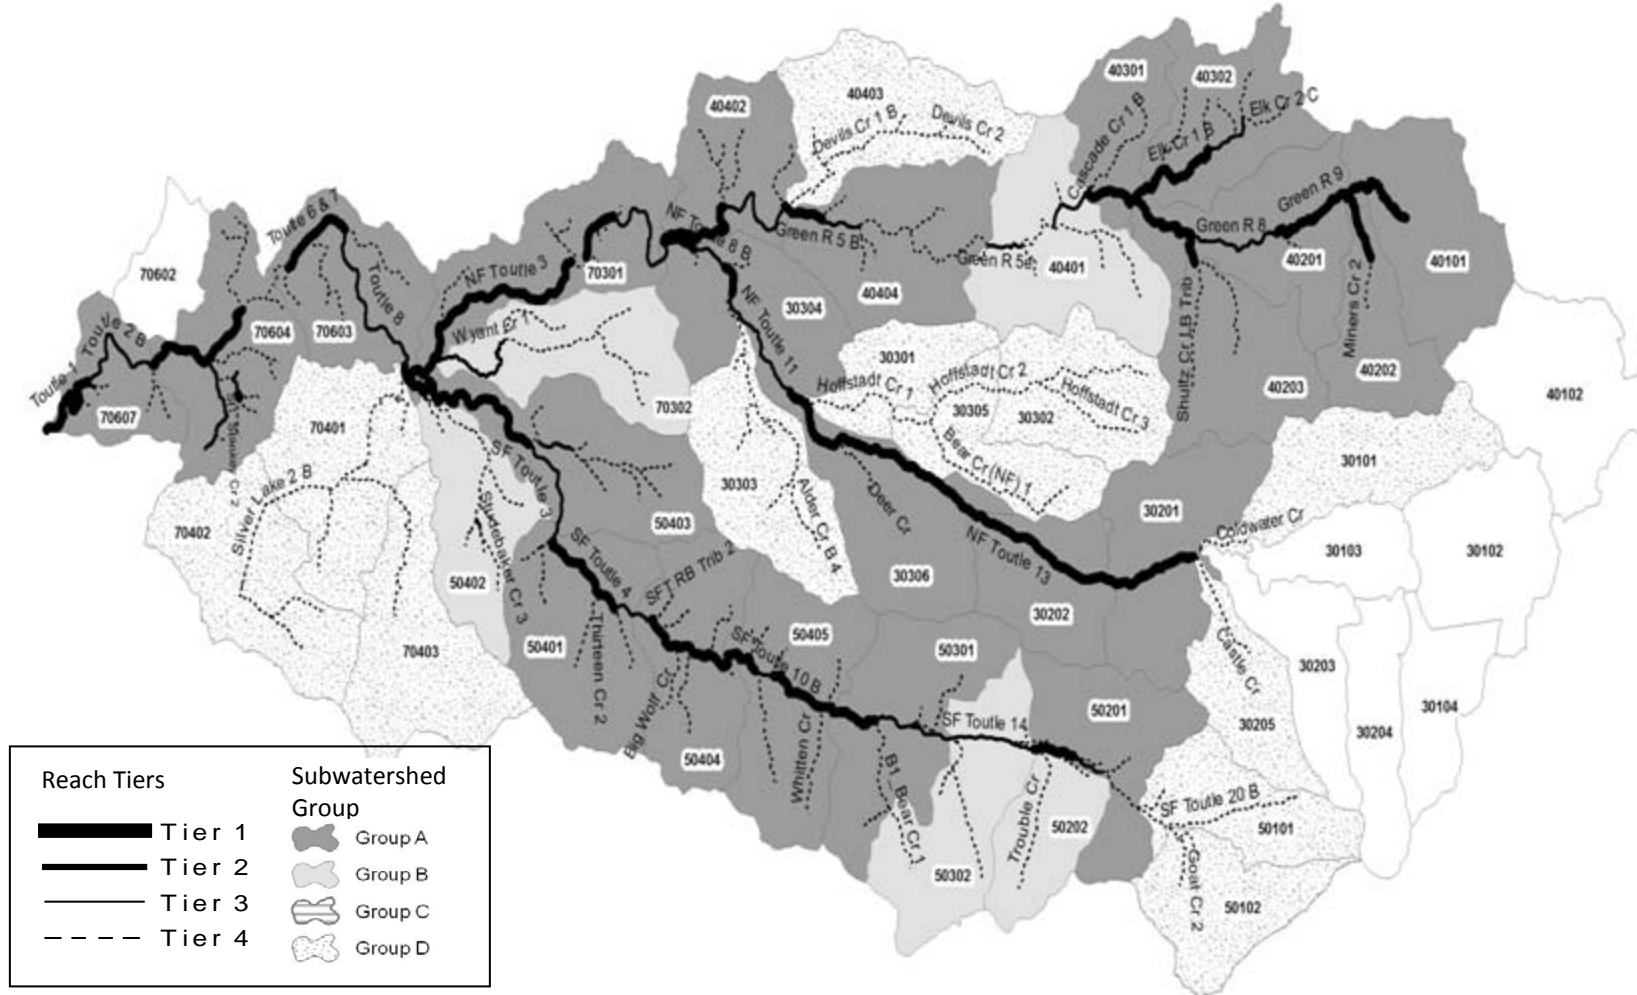 40301
40302
40402
40403
Devils Cr 1 B
Devils Cr 2
Cascade Cr 1 B
Elk Cr 1 B
Elk Cr 2 C
Green R 9
Green R 8
40201
40101
Miners Cr 2
40202
40203
40102
Shultz Cr LB Trib
40401
Green R 5e
Green R 5 B
40404
NF Toutle 8 B
30304
NF Toutle 11
70602
Toutle 6 & 7
Toutle 8
NF Toutle 3
70301
Wyant Cr 1
70302
Toutle 1
Toutle 2 B
70604
70603
70607
70401
Silver Lake 2 B
70402
70403
50402
Studebaker Cr 3
SF Toutle 3
50403
SF Toutle 4
SFT RB Trib 2
50401
Thirteen Cr 2
Big Wolf Cr
50404
Whitten Cr
SF Toutle 10 B
50405
30303
Alder Cr B 4
Deer Cr
30306
30301
Hoffstadt Cr 1
Hoffstadt Cr 2
Hoffstadt Cr 3
30305
30302
Bear Cr (NF) 1
NF Toutle 13
30201
30202
30101
Coldwater Cr
30103
30102
Castle Cr
30203
30204
30104
30205
50301
SF Toutle 14
50201
B1_Bear Cr 1
50302
Trouble Cr
50202
SF Toutle 20 B
50101
Goat Cr 2
50102
Reach Tiers
Tier 1
Tier 2
Tier 3
Tier 4
Subwatershed
Group
Group A
Group B
Group C
Group D